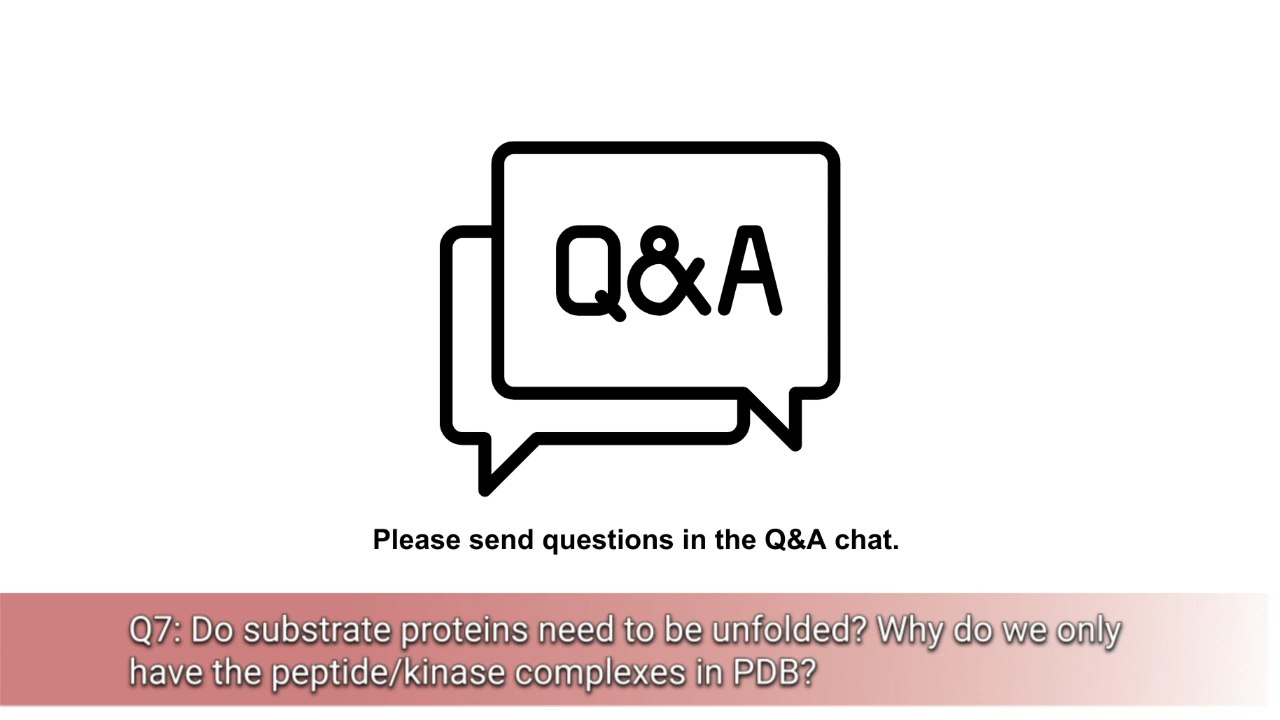 Q&A
Please send questions in the Q&A chat.
Q7: Do substrate proteins need to be unfolded? Why do we only
have the peptide/kinase complexes in PDB?